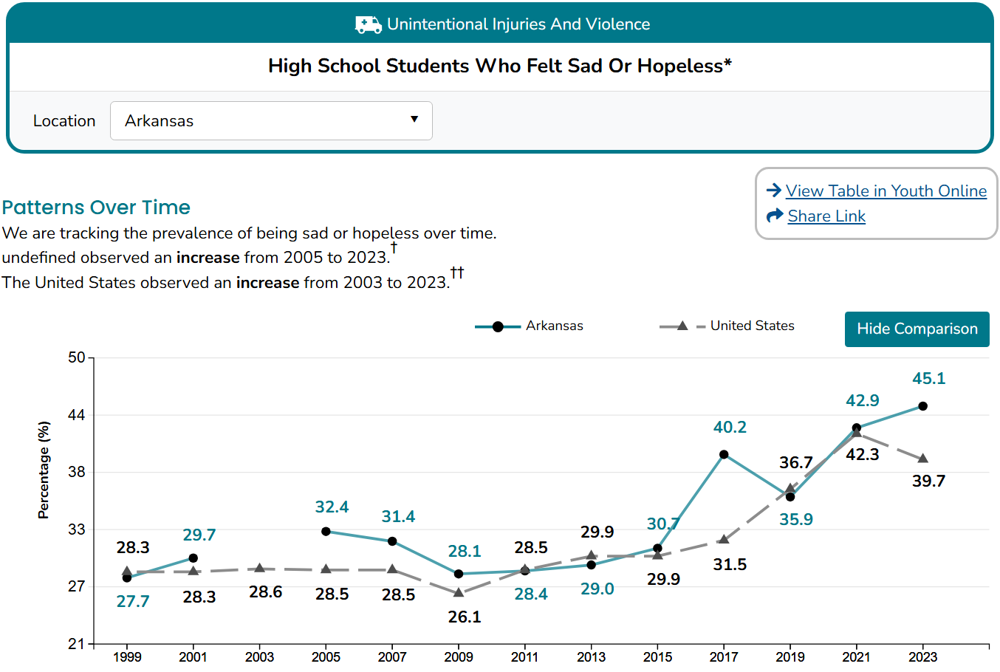 Unintentional Injuries And Violence
High School Students Who Felt Sad Or Hopeless*
Location
Arkansas
View Table in Youth Online
Share Link
Patterns Over Time
We are tracking the prevalence of being sad or hopeless over time.
undefined observed an increase from 2005 to 2023.†
The United States observed an increase from 2003 to 2023.††
Arkansas
United States
Hide Comparison
Percentage (%)
50
44
38
33
27
21
28.3
27.7
29.7
28.3
28.6
32.4
28.5
31.4
28.5
28.1
26.1
28.5
28.4
29.9
29.0
30.7
29.9
40.2
31.5
36.7
35.9
42.9
42.3
45.1
39.7
1999 2001 2003 2005 2007 2009 2011 2013 2015 2017 2019 2021 2023